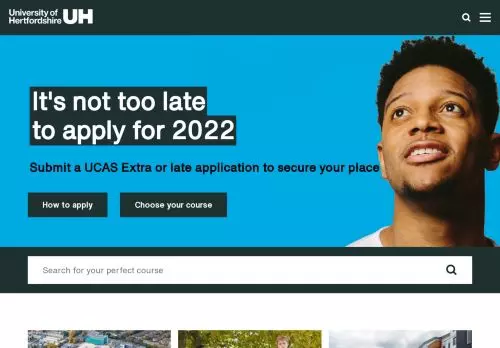 University of
Hertfordshire UH
It's not too late
to apply for 2022
Submit a UCAS Extra or late application to secure your place
How to apply
Choose your course
Search for your perfect course